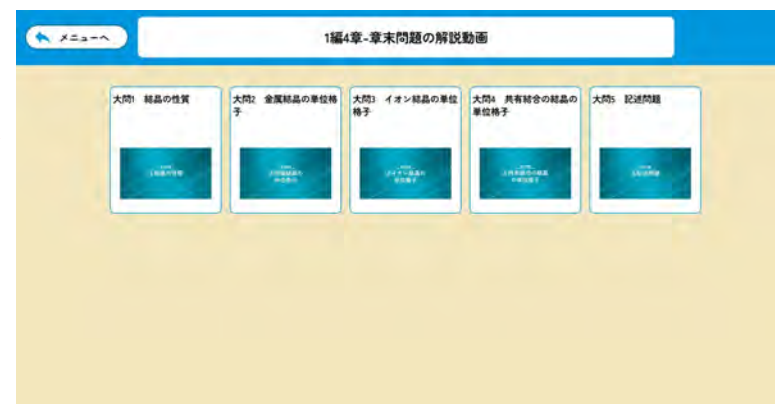 メニューへ
1編4章-章末問題の解説動画
大問1 結晶の性質
大問2 金属結晶の単位格
子
大問3 イオン結晶の単位
格子
大問4 共有結合の結晶の
単位格子
大問5 記述問題